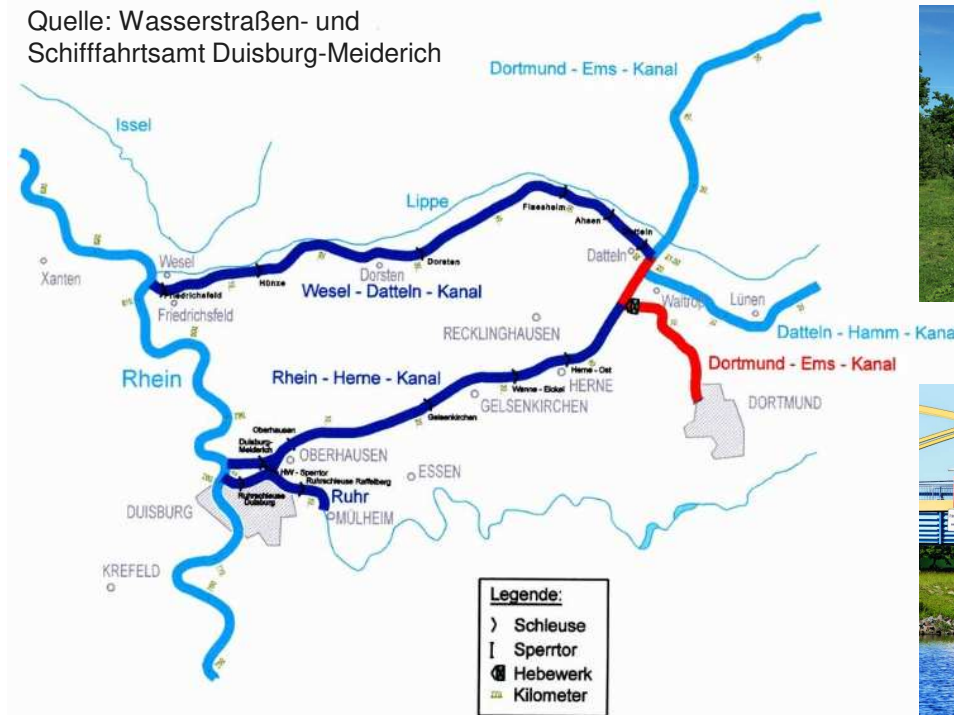 Quelle: Wasserstraßen- und
Schifffahrtsamt Duisburg-Meiderich
Dortmund - Ems - Kanal
Issel
Lippe
Flaesheim
Ahsen
Datteln
Datteln
Xanten
Wesel
Friedrichsfeld
Friedrichsfeld
Hünxe
Dorsten
Dorsten
Wesel - Datteln - Kanal
Waltrop
Lünen
Datteln - Hamm - Kanal
RECKLINGHAUSEN
Rhein
Rhein - Herne - Kanal
Herne - Ost
HERNE
Wanne - Eickel
Dortmund - Ems - Kanal
GELSENKIRCHEN
Gelsenkirchen
DORTMUND
Oberhausen
Duisburg-
Meiderich
OBERHAUSEN
HW - Sperrtor
Ruhrschleuse Raffelberg
ESSEN
Ruhrschleuse
Duisburg
Ruhr
DUISBURG
MÜLHEIM
KREFELD
Legende:
Schleuse
Sperrtor
Hebewerk
Kilometer